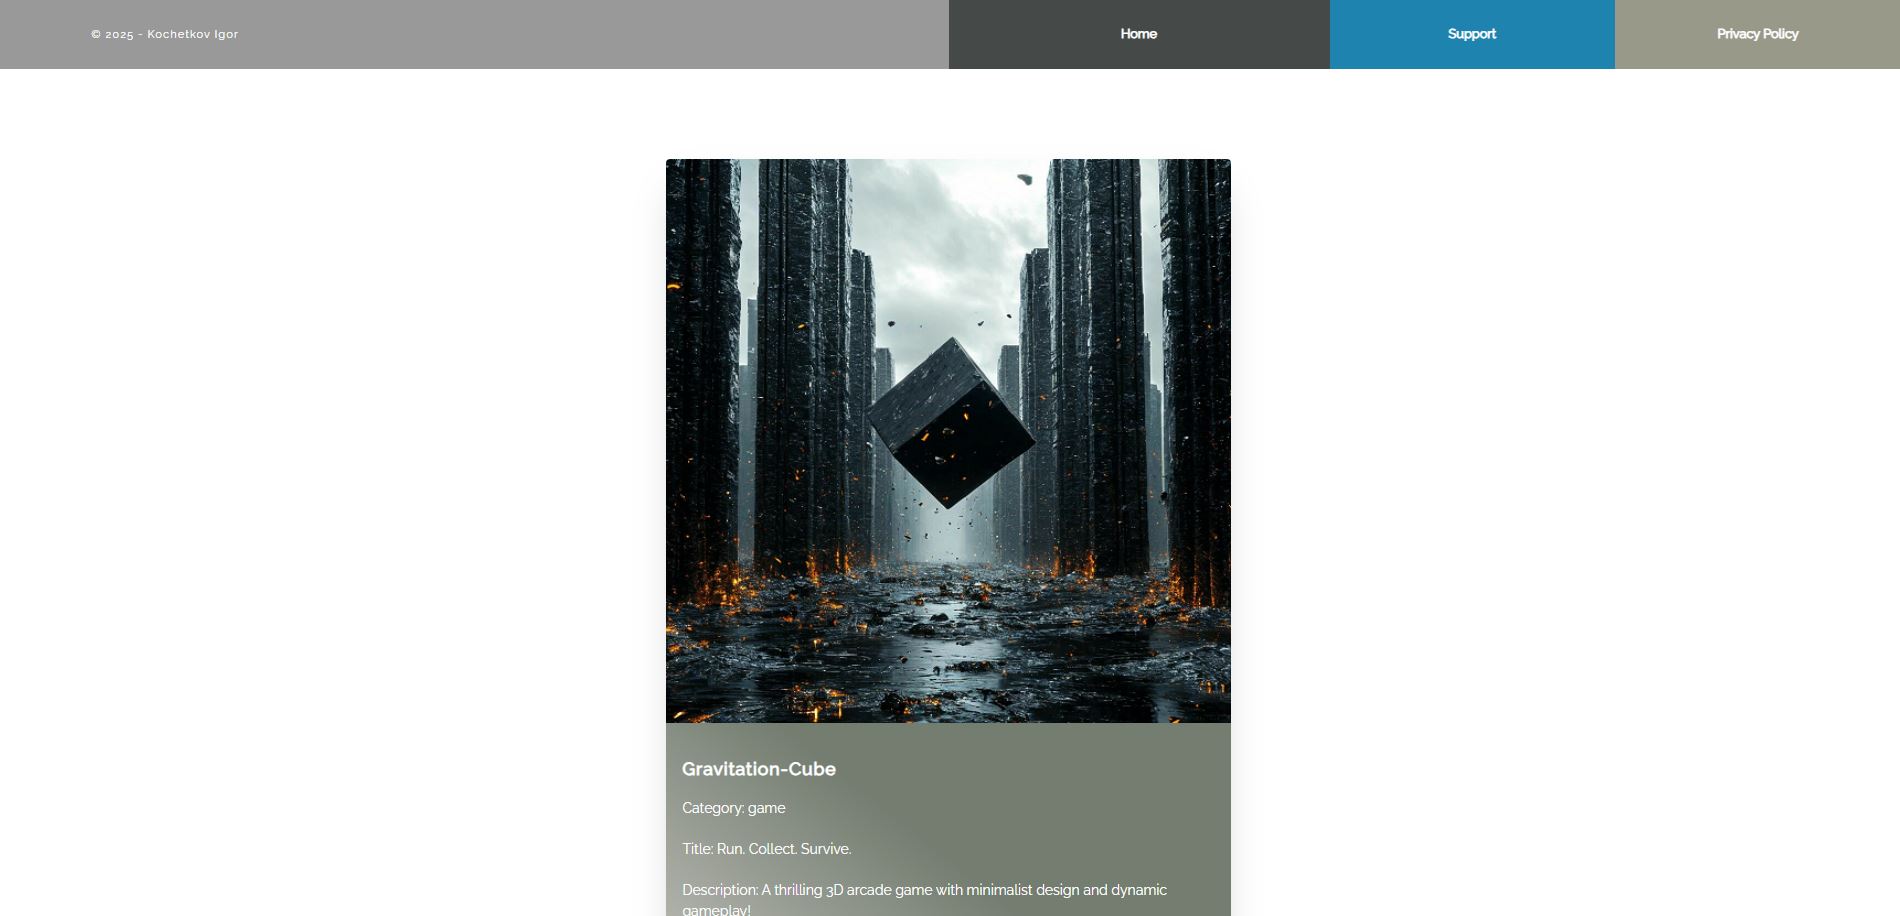 © 2025 - Kochetkov Igor
Home
Support
Privacy Policy
Gravitation-Cube
Category: game
Title: Run. Collect. Survive.
Description: A thrilling 3D arcade game with minimalist design and dynamic
gameplay!